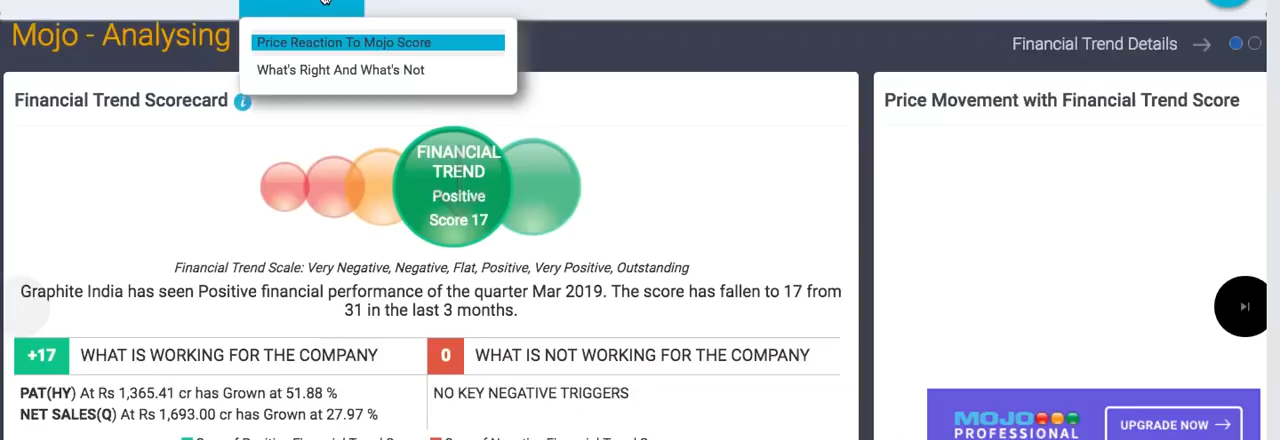 Mojo - Analysing
Price Reaction To Mojo Score
What's Right And What's Not
Financial Trend Details
Financial Trend Scorecard
Price Movement with Financial Trend Score
FINANCIAL
TREND
Positive
Score 17
Financial Trend Scale: Very Negative, Negative, Flat, Positive, Very Positive, Outstanding
Graphite India has seen Positive financial performance of the quarter Mar 2019. The score has fallen to 17 from
31 in the last 3 months.
+17 WHAT IS WORKING FOR THE COMPANY
0 WHAT IS NOT WORKING FOR THE COMPANY
PAT(HY) At Rs 1,365.41 cr has Grown at 51.88 %
NET SALES(Q) At Rs 1,693.00 cr has Grown at 27.97 %
NO KEY NEGATIVE TRIGGERS
MOJO
PROFESSIONAL
UPGRADE NOW